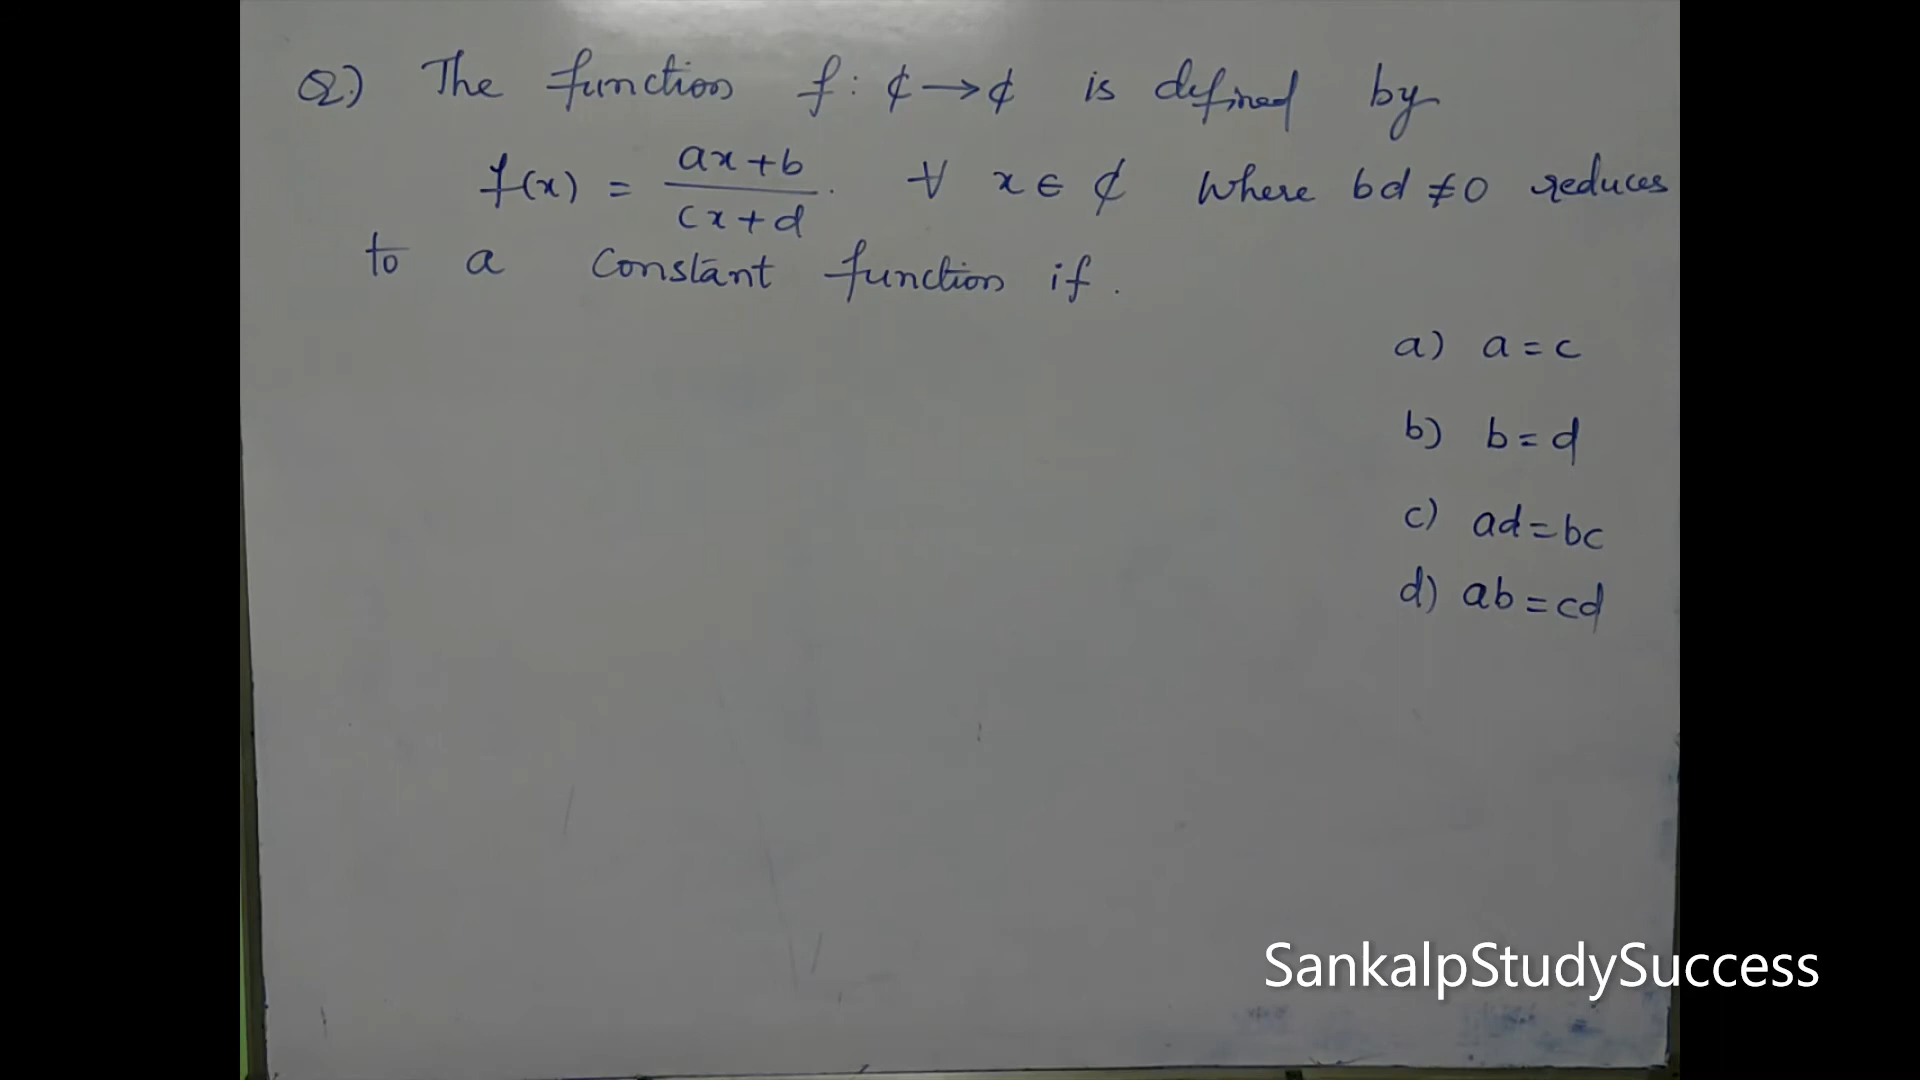 Q.) The function f: ₵→₵ is defined by
f(x) = ax+b / cx+d . ∀ x ∈ ₵ where bd ≠ 0 reduces
to a constant function if.
a) a = c
b) b = d
c) ad = bc
d) ab = cd
SankalpStudySuccess